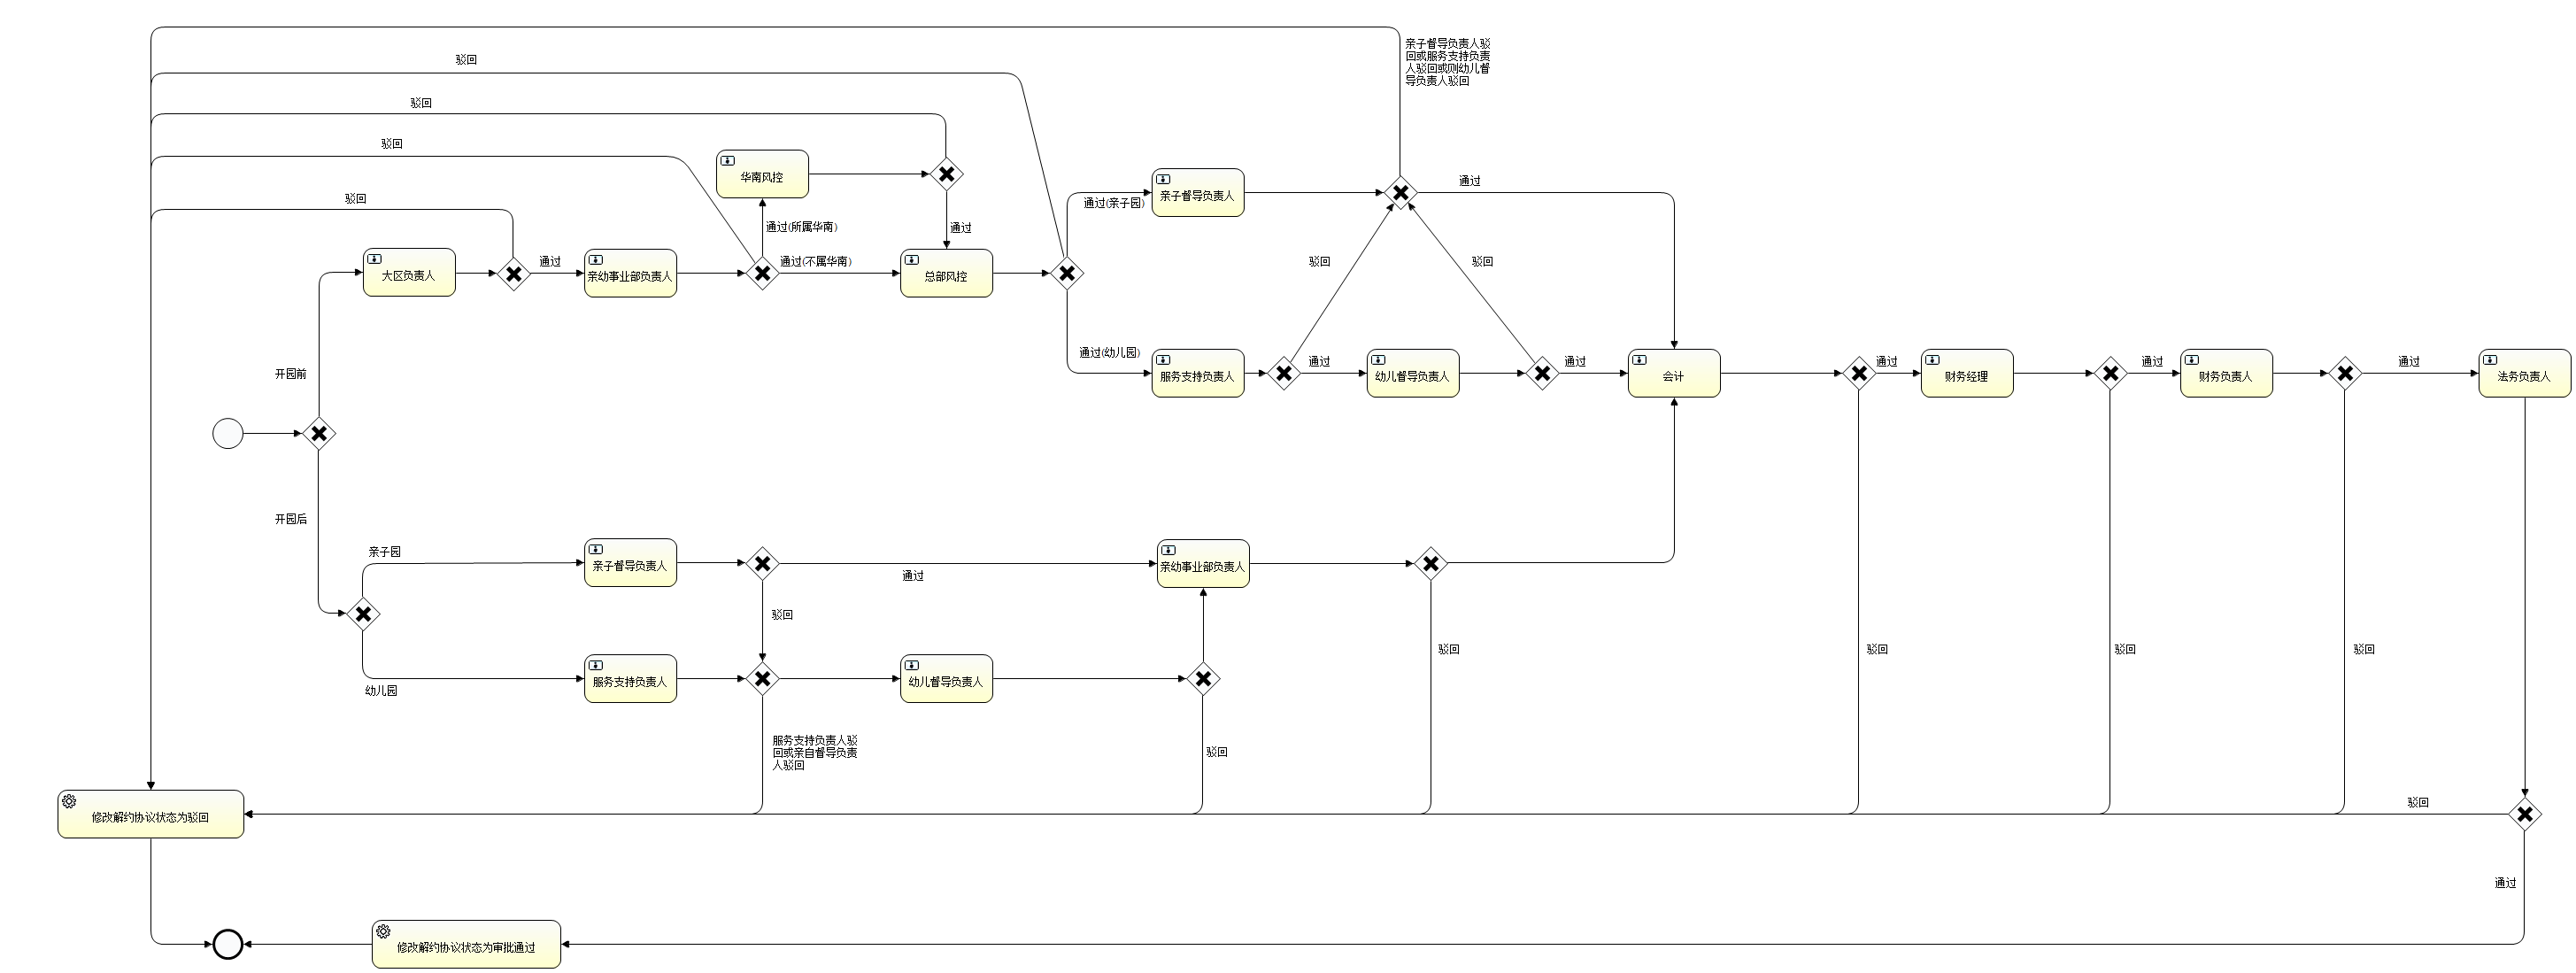 亲子督导负责人驳
回或服务支持负责
人驳回或则幼儿督
导负责人驳回
驳回
驳回
驳回
驳回
华南风控
通过(所属华南)
通过
亲子督导负责人
通过(亲子园)
通过
大区负责人
通过
亲幼事业部负责人
通过(不属华南)
总部风控
驳回
驳回
开园前
通过(幼儿园)
服务支持负责人
通过
幼儿督导负责人
通过
会计
通过
财务经理
通过
财务负责人
通过
法务负责人
开园后
亲子园
亲子督导负责人
通过
亲幼事业部负责人
驳回
驳回
驳回
驳回
驳回
幼儿园
服务支持负责人
幼儿督导负责人
服务支持负责人驳
回或亲自督导负责
人驳回
驳回
修改解约协议状态为驳回
驳回
通过
修改解约协议状态为审批通过